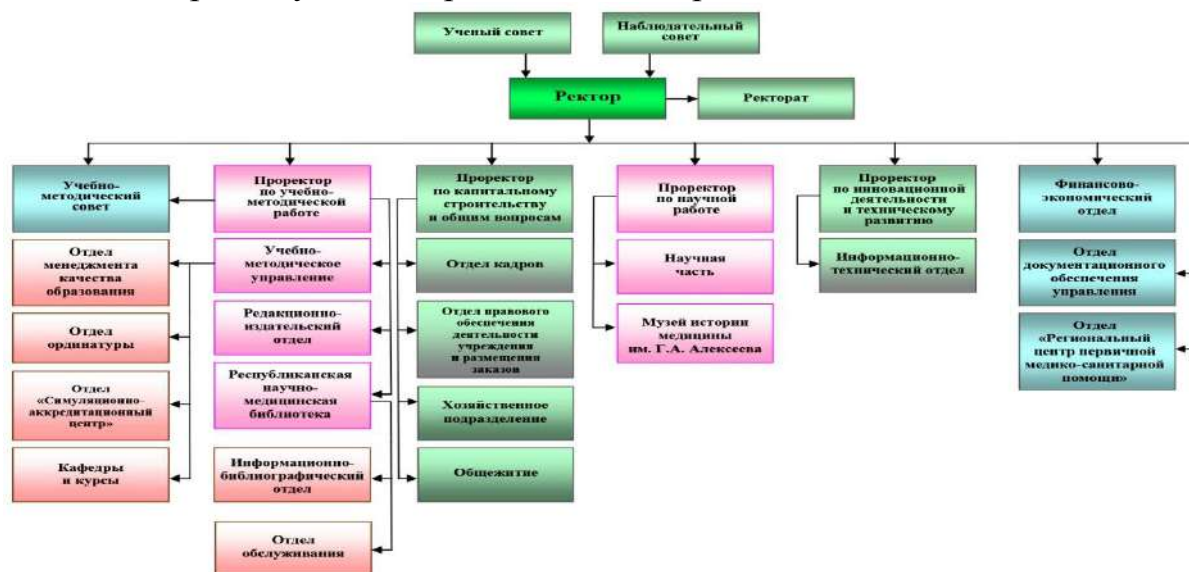 Ученый совет
Наблюдательный
совет
Ректор
Ректорат
Учебно-
методический
совет
Проректор
по учебно-
методической
работе
Проректор
по капитальному
строительству
и общим вопросам
Проректор
по научной
работе
Проректор
по инновационной
деятельности
и техническому
развитию
Финансово-
экономический
отдел
Отдел
менеджмента
качества
образования
Учебно-
методическое
управление
Отдел кадров
Научная
часть
Информационно-
технический отдел
Отдел
документационного
обеспечения
управления
Отдел
ординатуры
Редакционно-
издательский
отдел
Отдел правового
обеспечения
деятельности
учреждения
и размещения
заказов
Музей истории
медицины
им. Г.А. Алексеева
Отдел
«Региональный
центр первичной
медико-санитарной
помощи»
Отдел
«Симуляционно-
аккредитационный
центр»
Республиканская
научно-
медицинская
библиотека
Хозяйственное
подразделение
Кафедры
и курсы
Информационно-
библиографический
отдел
Общежитие
Отдел
обслуживания